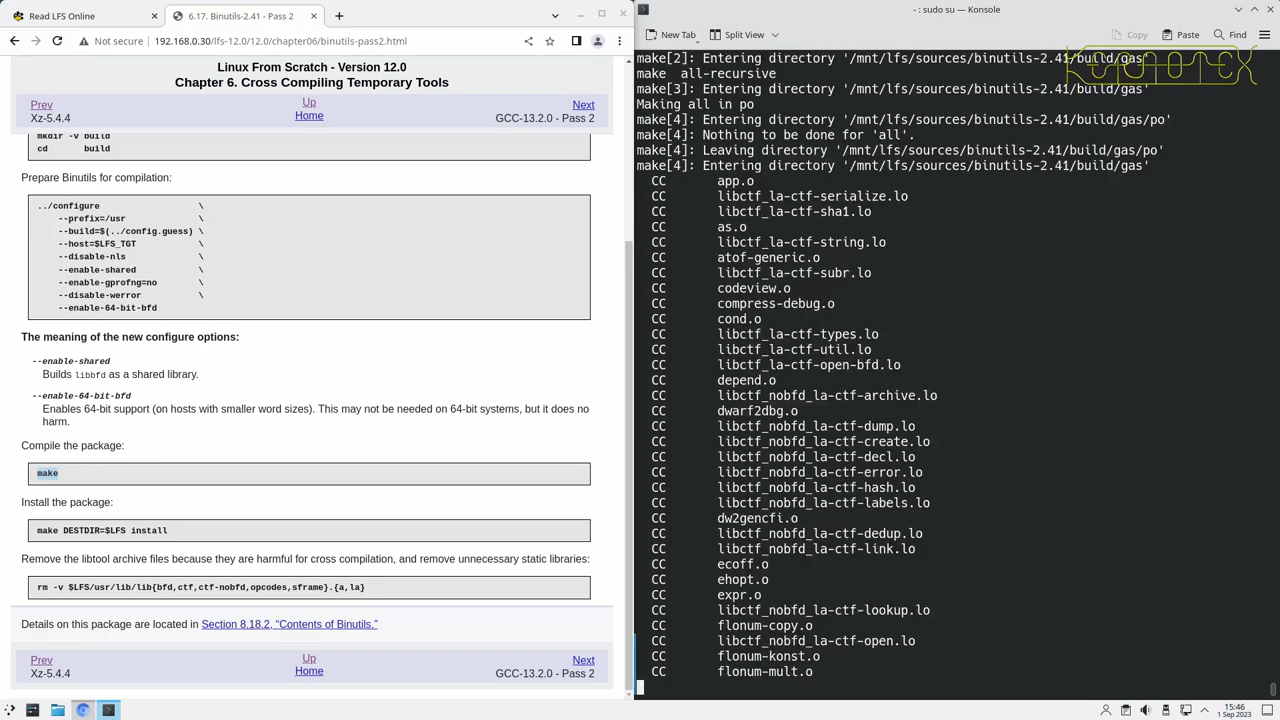 Read LFS Online
6.17. Binutils-2.41 - Pass 2
Not secure
192.168.0.30/lfs-12.0/12.0/chapter06/binutils-pass2.html
Linux From Scratch - Version 12.0
Chapter 6. Cross Compiling Temporary Tools
Prev
Up
Next
Xz-5.4.4
Home
GCC-13.2.0 - Pass 2
mkdir -v build
cd build
Prepare Binutils for compilation:
../configure \
--prefix=/usr \
--build=$(../config.guess) \
--host=$LFS_TGT \
--disable-nls \
--enable-shared \
--enable-gprofng=no \
--disable-werror \
--enable-64-bit-bfd
The meaning of the new configure options:
--enable-shared
Builds libbfd as a shared library.
--enable-64-bit-bfd
Enables 64-bit support (on hosts with smaller word sizes). This may not be needed on 64-bit systems, but it does no
harm.
Compile the package:
make
Install the package:
make DESTDIR=$LFS install
Remove the libtool archive files because they are harmful for cross compilation, and remove unnecessary static libraries:
rm -v $LFS/usr/lib/lib{bfd,ctf,ctf-nobfd,opcodes,sframe}.{a,la}
Details on this package are located in Section 8.18.2, “Contents of Binutils.”
Prev
Up
Next
Xz-5.4.4
Home
GCC-13.2.0 - Pass 2
- : sudo su — Konsole
New Tab
Split View
Copy
Paste
Find
make[2]: Entering directory '/mnt/lfs/sources/binutils-2.41/build/gas'
make  all-recursive
make[3]: Entering directory '/mnt/lfs/sources/binutils-2.41/build/gas'
Making all in po
make[4]: Entering directory '/mnt/lfs/sources/binutils-2.41/build/gas/po'
make[4]: Nothing to be done for 'all'.
make[4]: Leaving directory '/mnt/lfs/sources/binutils-2.41/build/gas/po'
make[4]: Entering directory '/mnt/lfs/sources/binutils-2.41/build/gas'
CC app.o
CC libctf_la-ctf-serialize.lo
CC libctf_la-ctf-sha1.lo
CC as.o
CC libctf_la-ctf-string.lo
CC atof-generic.o
CC libctf_la-ctf-subr.lo
CC codeview.o
CC compress-debug.o
CC cond.o
CC libctf_la-ctf-types.lo
CC libctf_la-ctf-util.lo
CC libctf_la-ctf-open-bfd.lo
CC depend.o
CC libctf_nobfd_la-ctf-archive.lo
CC dwarf2dbg.o
CC libctf_nobfd_la-ctf-dump.lo
CC libctf_nobfd_la-ctf-create.lo
CC libctf_nobfd_la-ctf-decl.lo
CC libctf_nobfd_la-ctf-error.lo
CC libctf_nobfd_la-ctf-hash.lo
CC libctf_nobfd_la-ctf-labels.lo
CC dw2gencfi.o
CC libctf_nobfd_la-ctf-dedup.lo
CC libctf_nobfd_la-ctf-link.lo
CC ecoff.o
CC ehopt.o
CC expr.o
CC libctf_nobfd_la-ctf-lookup.lo
CC flonum-copy.o
CC libctf_nobfd_la-ctf-open.lo
CC flonum-konst.o
CC flonum-mult.o
15:46
1 Sep 2023